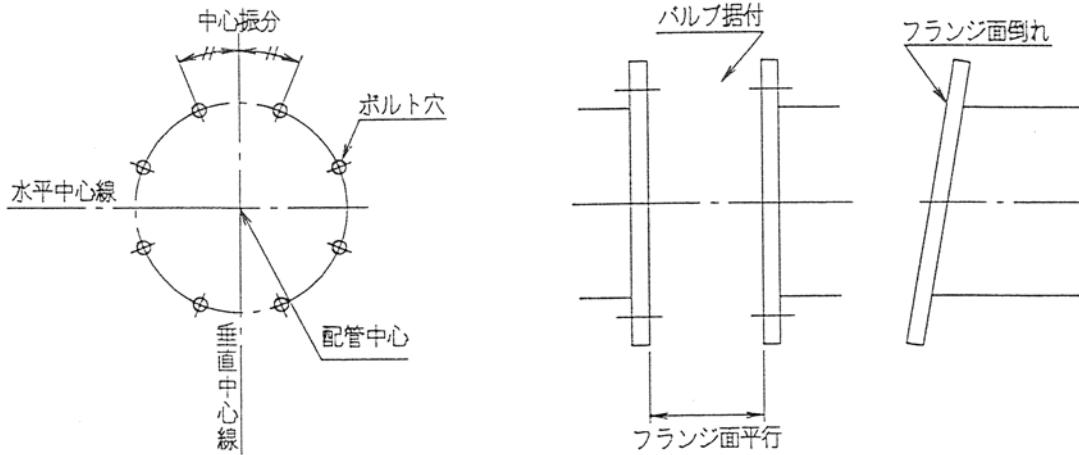 中心振分
ボルト穴
水平中心線
配管中心
垂直中心線
バルブ据付
フランジ面倒れ
フランジ面平行